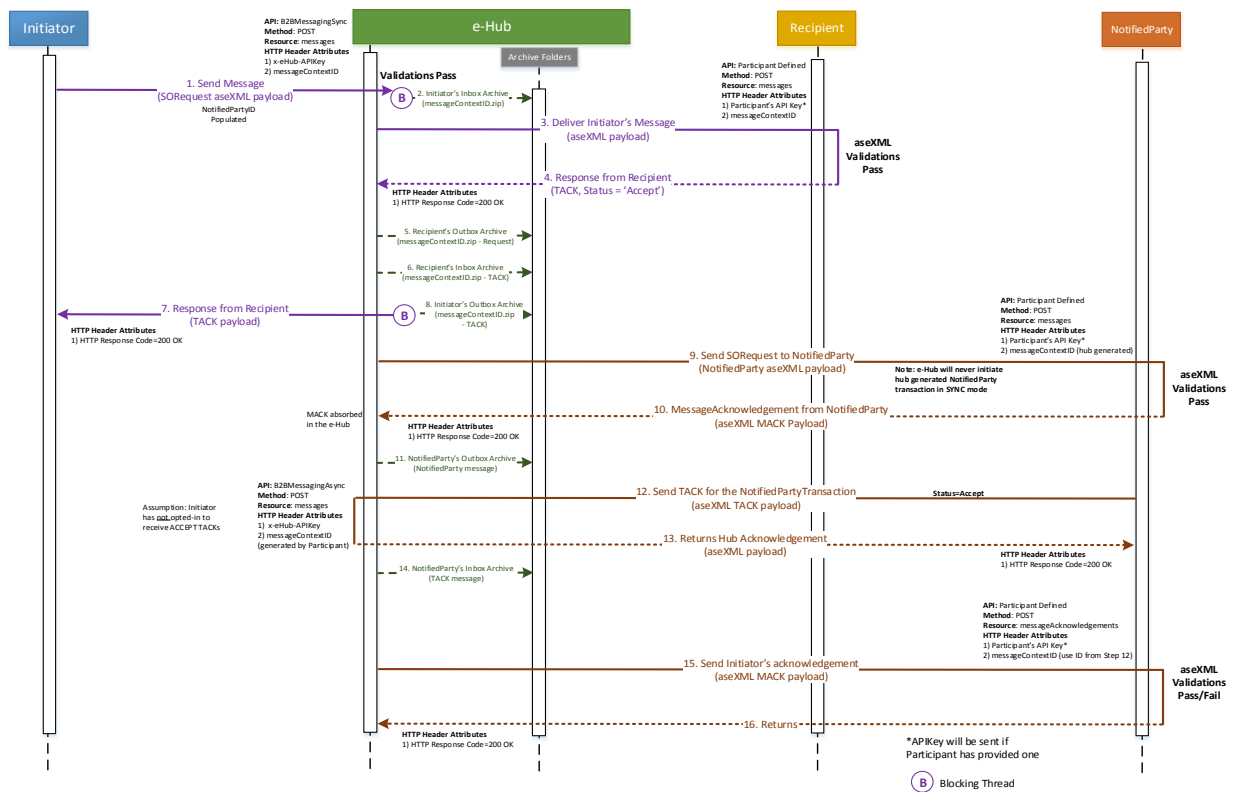 Initiator
e-Hub
Recipient
NotifiedParty
Archive Folders
API: B2BMessagingSync
Method: POST
Resource: messages
HTTP Header Attributes
1) x-eHub-APIKey
2) messageContextID
Validations Pass
1. Send Message
(SORequest aseXML payload)
NotifiedPartyID
Populated
B
2. Initiator's Inbox Archive
(messageContextID.zip)
API: Participant Defined
Method: POST
Resource: messages
HTTP Header Attributes
1) Participant's API Key*
2) messageContextID
3. Deliver Initiator's Message
(aseXML payload)
aseXML
Validations
Pass
4. Response from Recipient
(TACK, Status = 'Accept')
HTTP Header Attributes
1) HTTP Response Code=200 OK
5. Recipient's Outbox Archive
(messageContextID.zip - Request)
6. Recipient's Inbox Archive
(messageContextID.zip - TACK)
7. Response from Recipient
(TACK payload)
B
8. Initiator's Outbox Archive
(messageContextID.zip
- TACK)
HTTP Header Attributes
1) HTTP Response Code=200 OK
API: Participant Defined
Method: POST
Resource: messages
HTTP Header Attributes
1) Participant's API Key*
2) messageContextID (hub generated)
9. Send SORequest to NotifiedParty
(NotifiedParty aseXML payload)
Note: e-Hub will never initiate
hub generated NotifiedParty
transaction in SYNC mode
aseXML
Validations
Pass
10. MessageAcknowledgement from NotifiedParty
(aseXML MACK Payload)
MACK absorbed
in the e-Hub
HTTP Header Attributes
1) HTTP Response Code=200 OK
11. NotifiedParty's Outbox Archive
(NotifiedParty message)
API: B2BMessagingAsync
Method: POST
Resource: messages
HTTP Header Attributes
1) x-eHub-APIKey
2) messageContextID
(generated by Participant)
12. Send TACK for the NotifiedPartyTransaction
(aseXML TACK payload)
Status=Accept
Assumption: Initiator
has not opted-in to
receive ACCEPT TACKs
13. Returns Hub Acknowledgement
(aseXML payload)
HTTP Header Attributes
1) HTTP Response Code=200 OK
14. NotifiedParty's Inbox Archive
(TACK message)
API: Participant Defined
Method: POST
Resource: messageAcknowledgements
HTTP Header Attributes
1) Participant's API Key*
2) messageContextID (use ID from Step 12)
15. Send Initiator's acknowledgement
(aseXML MACK payload)
aseXML
Validations
Pass/Fail
16. Returns
HTTP Header Attributes
1) HTTP Response Code=200 OK
*APIKey will be sent if
Participant has provided one
B Blocking Thread